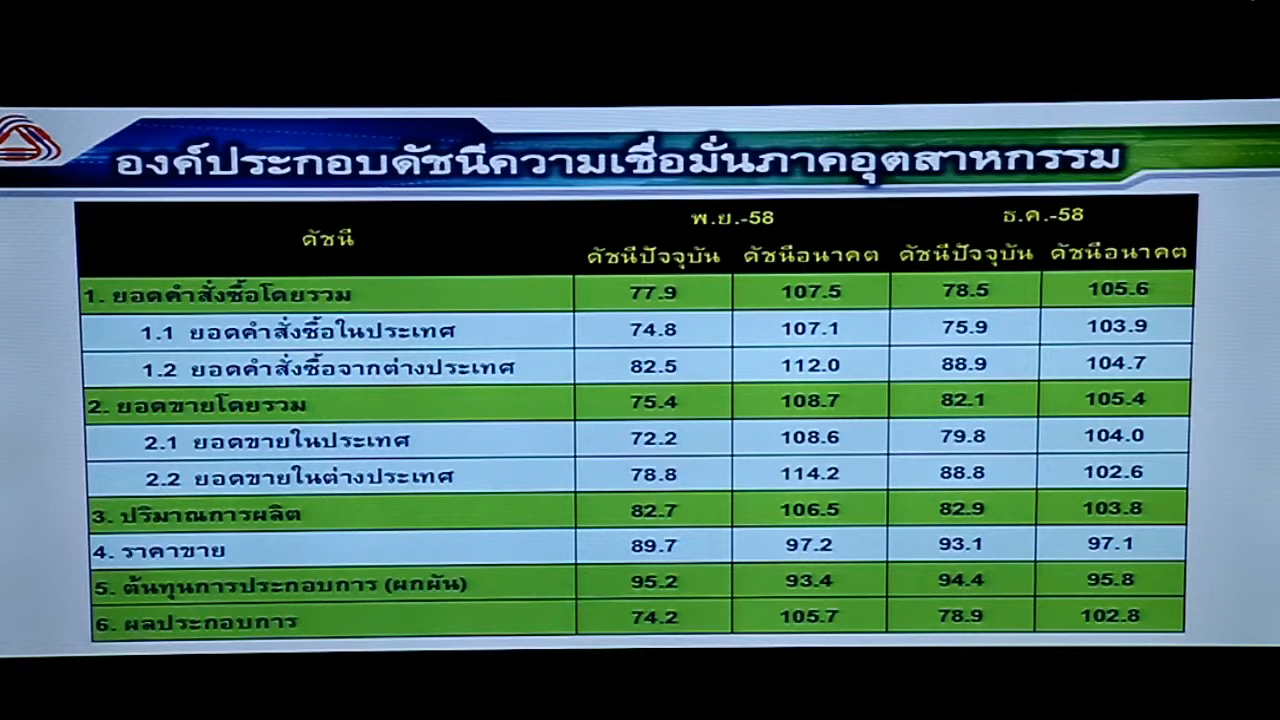 องค์ประกอบดัชนีความเชื่อมั่นภาคอุตสาหกรรม
ดัชนี พ.ย.-58 ธ.ค.-58
ดัชนีปัจจุบัน ดัชนีอนาคต ดัชนีปัจจุบัน ดัชนีอนาคต
1. ยอดคำสั่งซื้อโดยรวม 77.9 107.5 78.5 105.6
1.1 ยอดคำสั่งซื้อในประเทศ 74.8 107.1 75.9 103.9
1.2 ยอดคำสั่งซื้อจากต่างประเทศ 82.5 112.0 88.9 104.7
2. ยอดขายโดยรวม 75.4 108.7 82.1 105.4
2.1 ยอดขายในประเทศ 72.2 108.6 79.8 104.0
2.2 ยอดขายในต่างประเทศ 78.8 114.2 88.8 102.6
3. ปริมาณการผลิต 82.7 106.5 82.9 103.8
4. ราคาขาย 89.7 97.2 93.1 97.1
5. ต้นทุนการประกอบการ (ผกผัน) 95.2 93.4 94.4 95.8
6. ผลประกอบการ 74.2 105.7 78.9 102.8